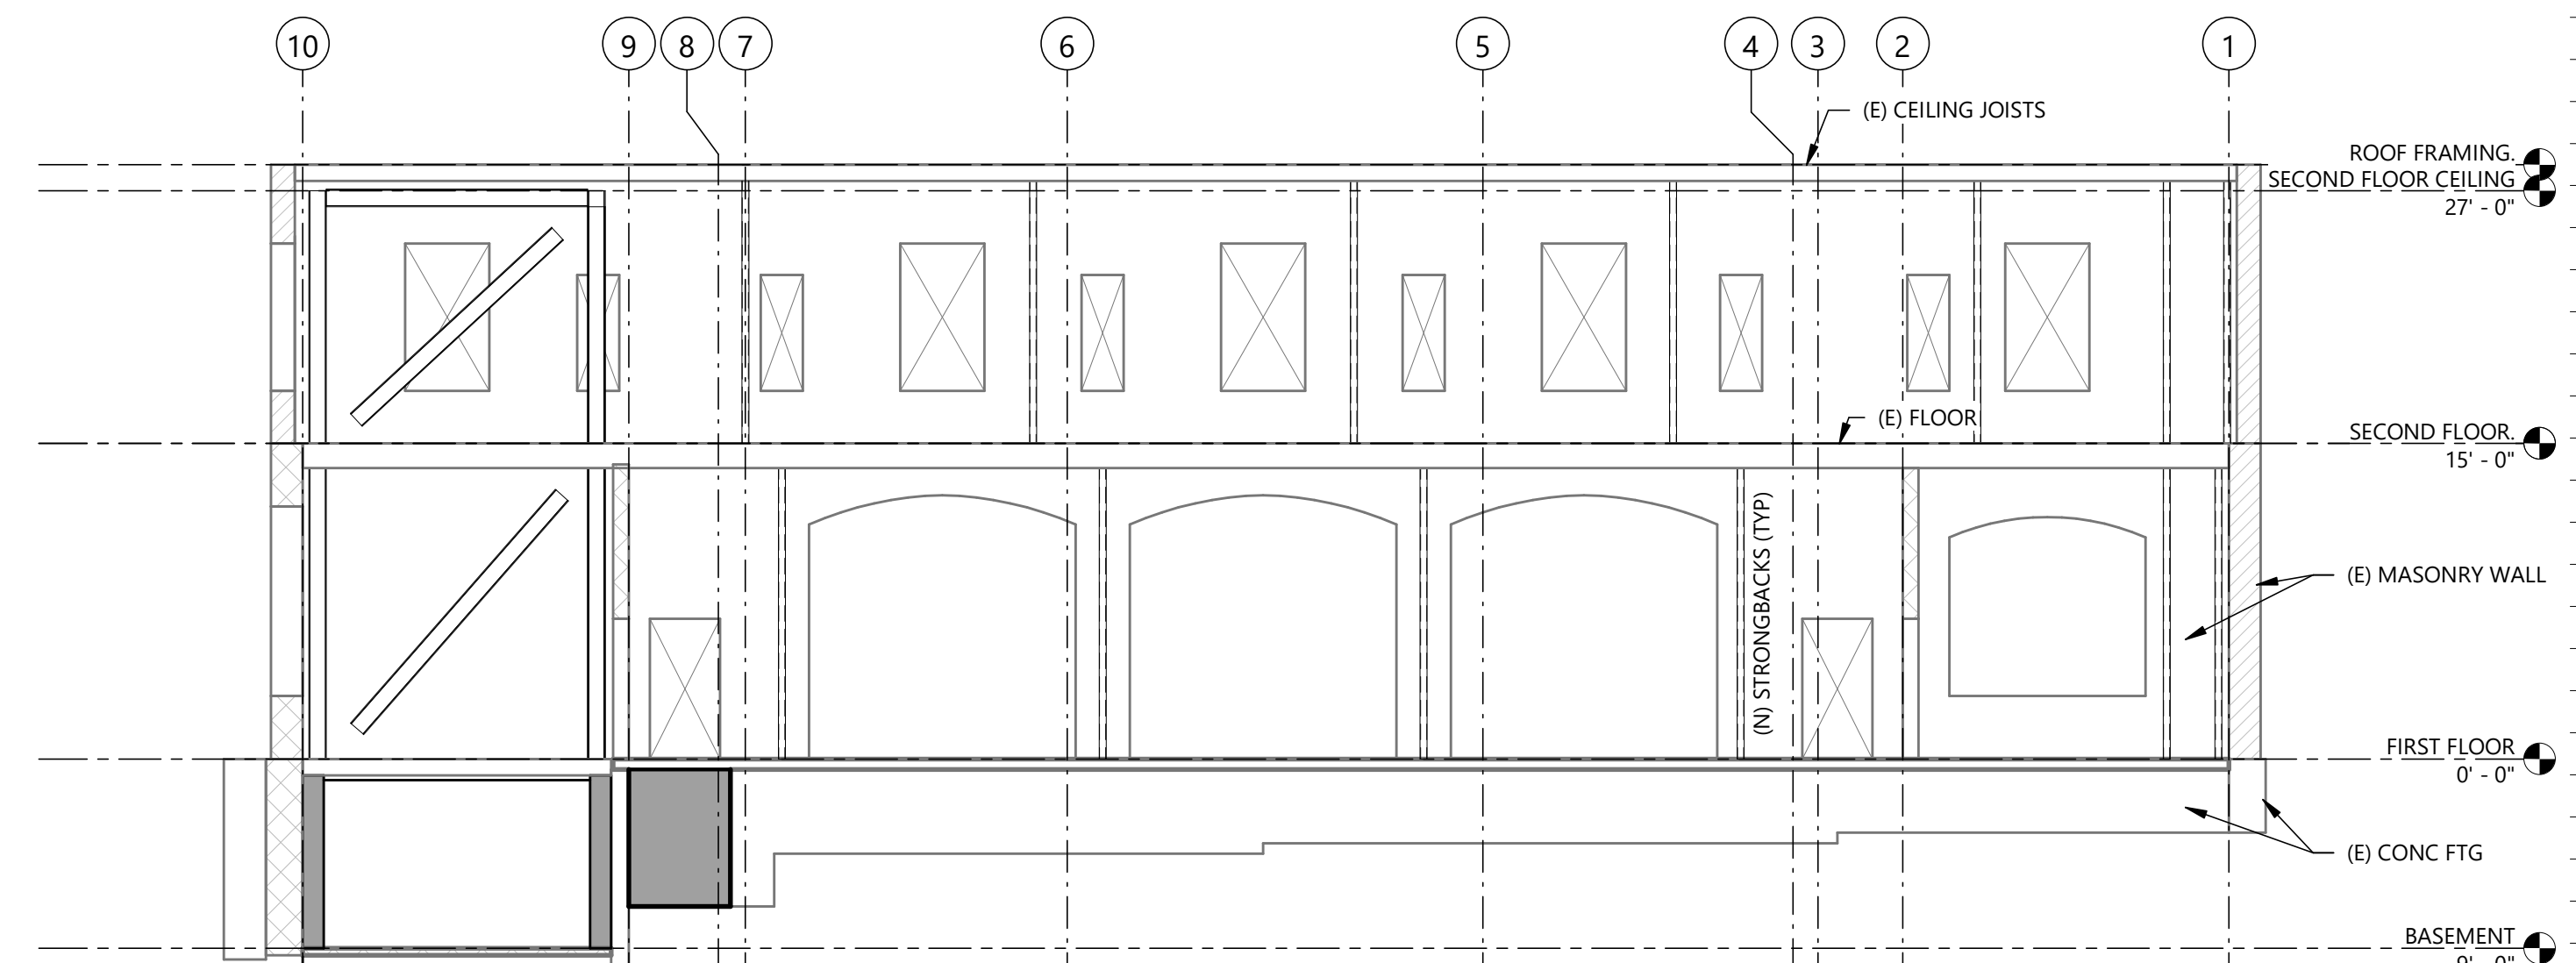 10
9
8
7
6
5
4
3
2
1
(E) CEILING JOISTS
ROOF FRAMING.
SECOND FLOOR CEILING
27' - 0"
(E) FLOOR
SECOND FLOOR.
15' - 0"
(N) STRONGBACKS (TYP)
(E) MASONRY WALL
FIRST FLOOR
0' - 0"
(E) CONC FTG
BASEMENT